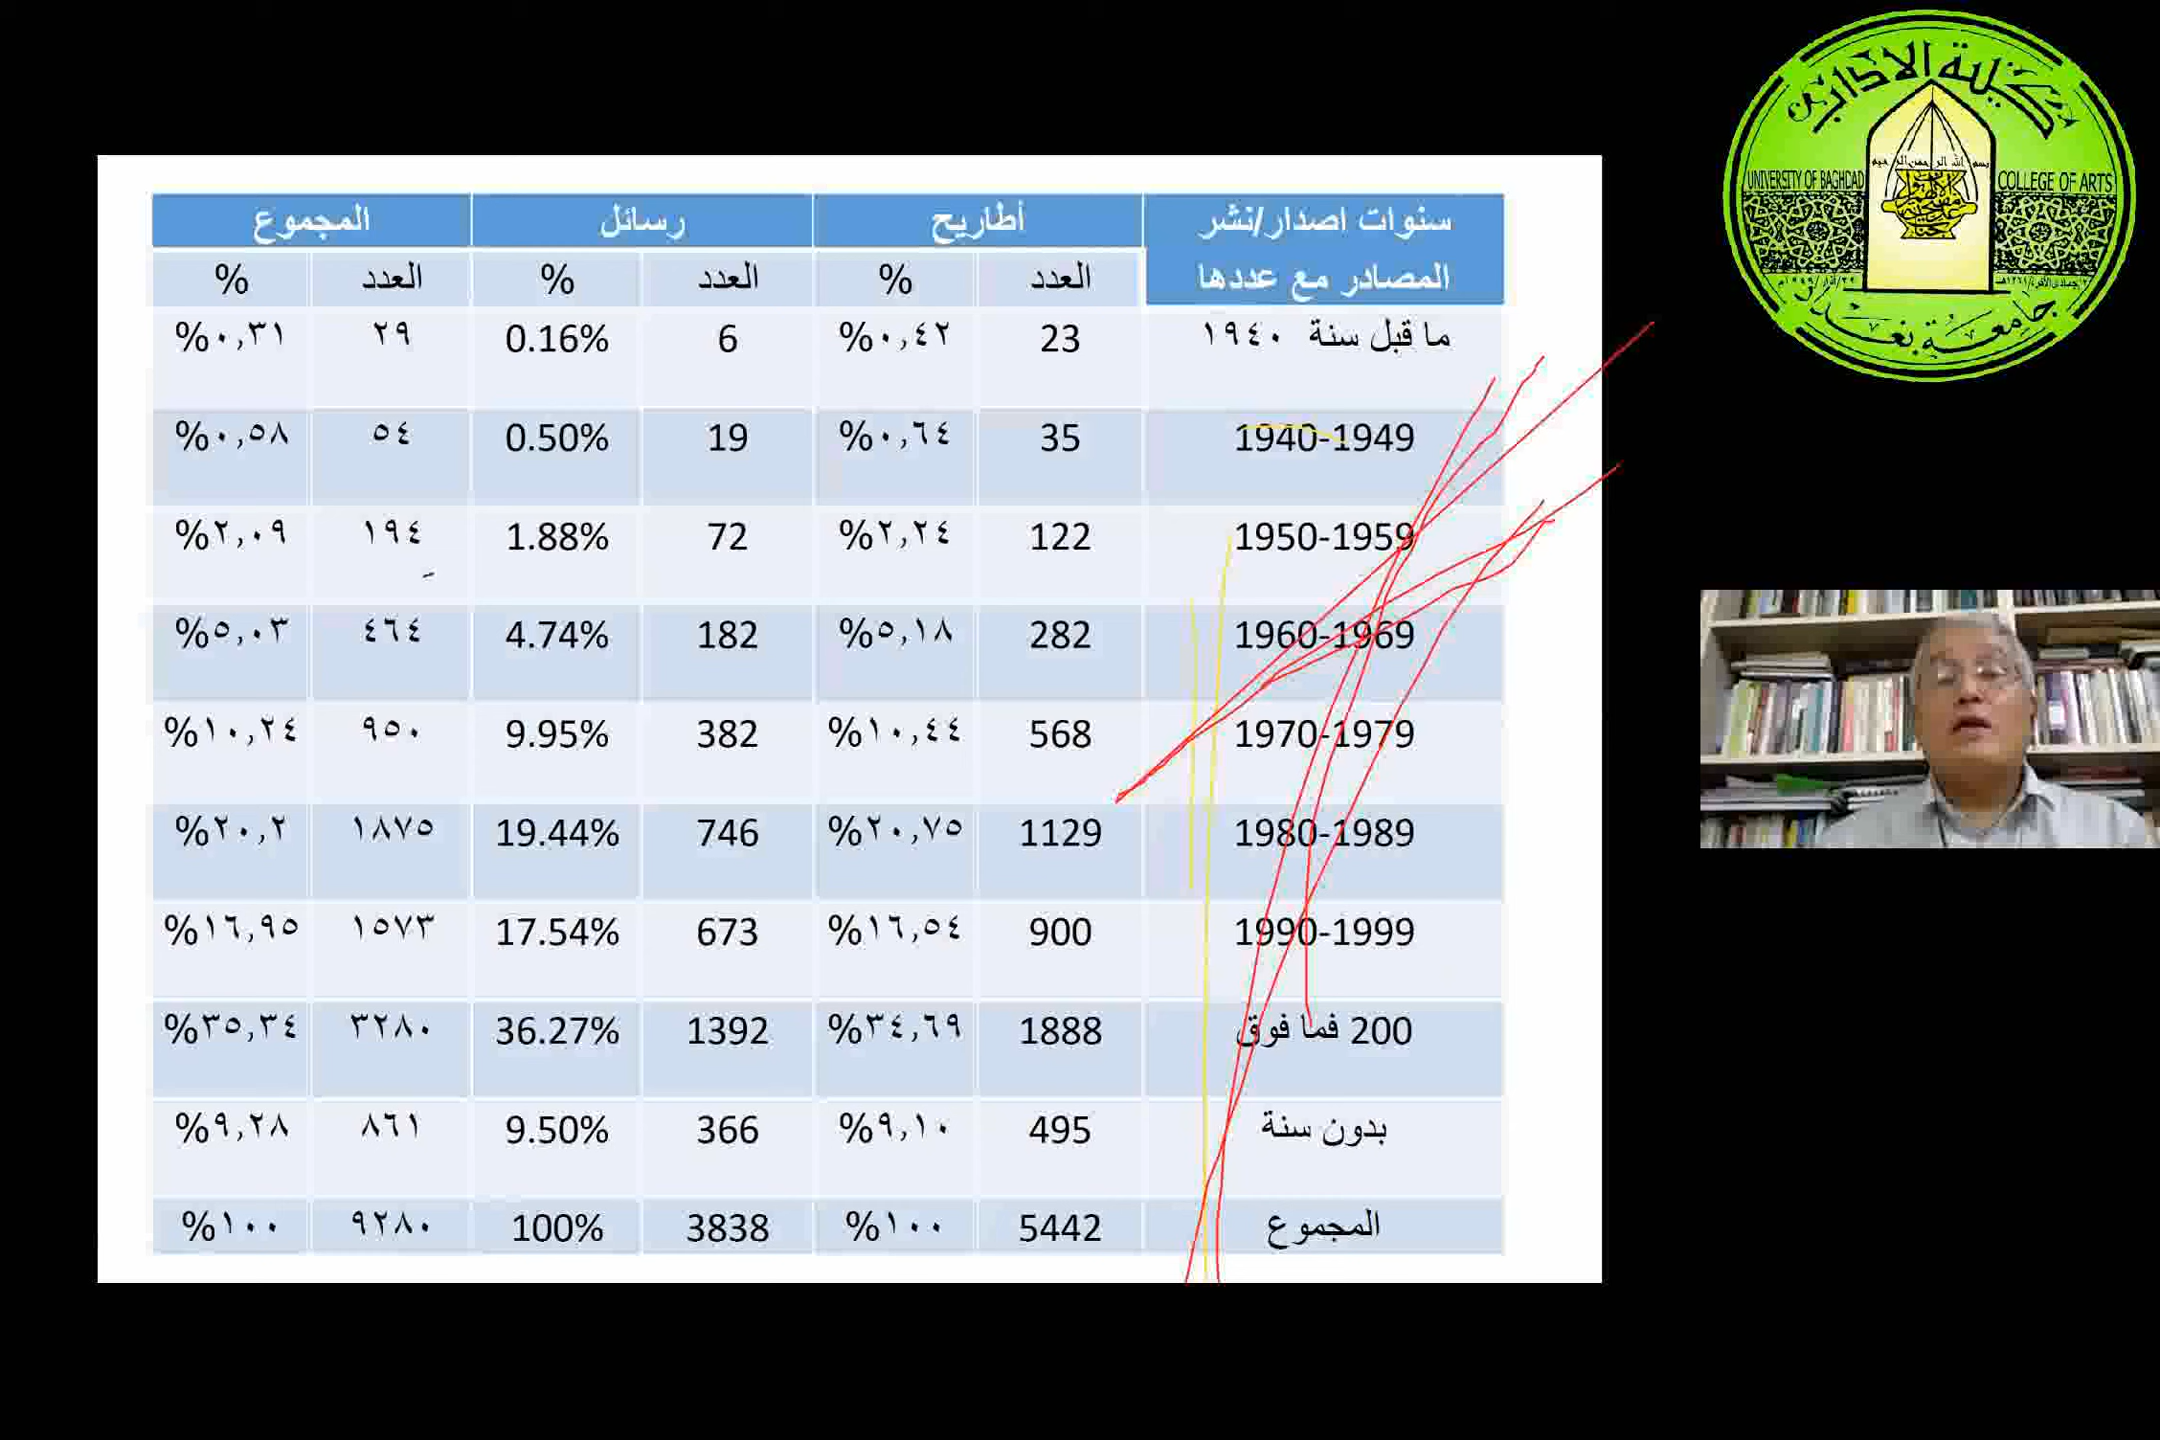 سنوات اصدار/نشر المصادر مع عددها أطاريح رسائل المجموع
العدد % العدد % العدد %
ما قبل سنة ١٩٤٠ 23 %٠,٤٢ 6 0.16% ٢٩ %٠,٣١
1940-1949 35 %٠,٦٤ 19 0.50% ٥٤ %٠,٥٨
1950-1959 122 %٢,٢٤ 72 1.88% ١٩٤ %٢,٠٩
1960-1969 282 %٥,١٨ 182 4.74% ٤٦٤ %٥,٠٣
1970-1979 568 %١٠,٤٤ 382 9.95% ٩٥٠ %١٠,٢٤
1980-1989 1129 %٢٠,٧٥ 746 19.44% ١٨٧٥ %٢٠,٢
1990-1999 900 %١٦,٥٤ 673 17.54% ١٥٧٣ %١٦,٩٥
200 فما فوق 1888 %٣٤,٦٩ 1392 36.27% ٣٢٨٠ %٣٥,٣٤
بدون سنة 495 %٩,١٠ 366 9.50% ٨٦١ %٩,٢٨
المجموع 5442 %١٠٠ 3838 100% ٩٢٨٠ %١٠٠
كلية الاداب
بسم الله الرحمن الرحيم
UNIVERSITY OF BAGHDAD COLLEGE OF ARTS
جامعة بغداد